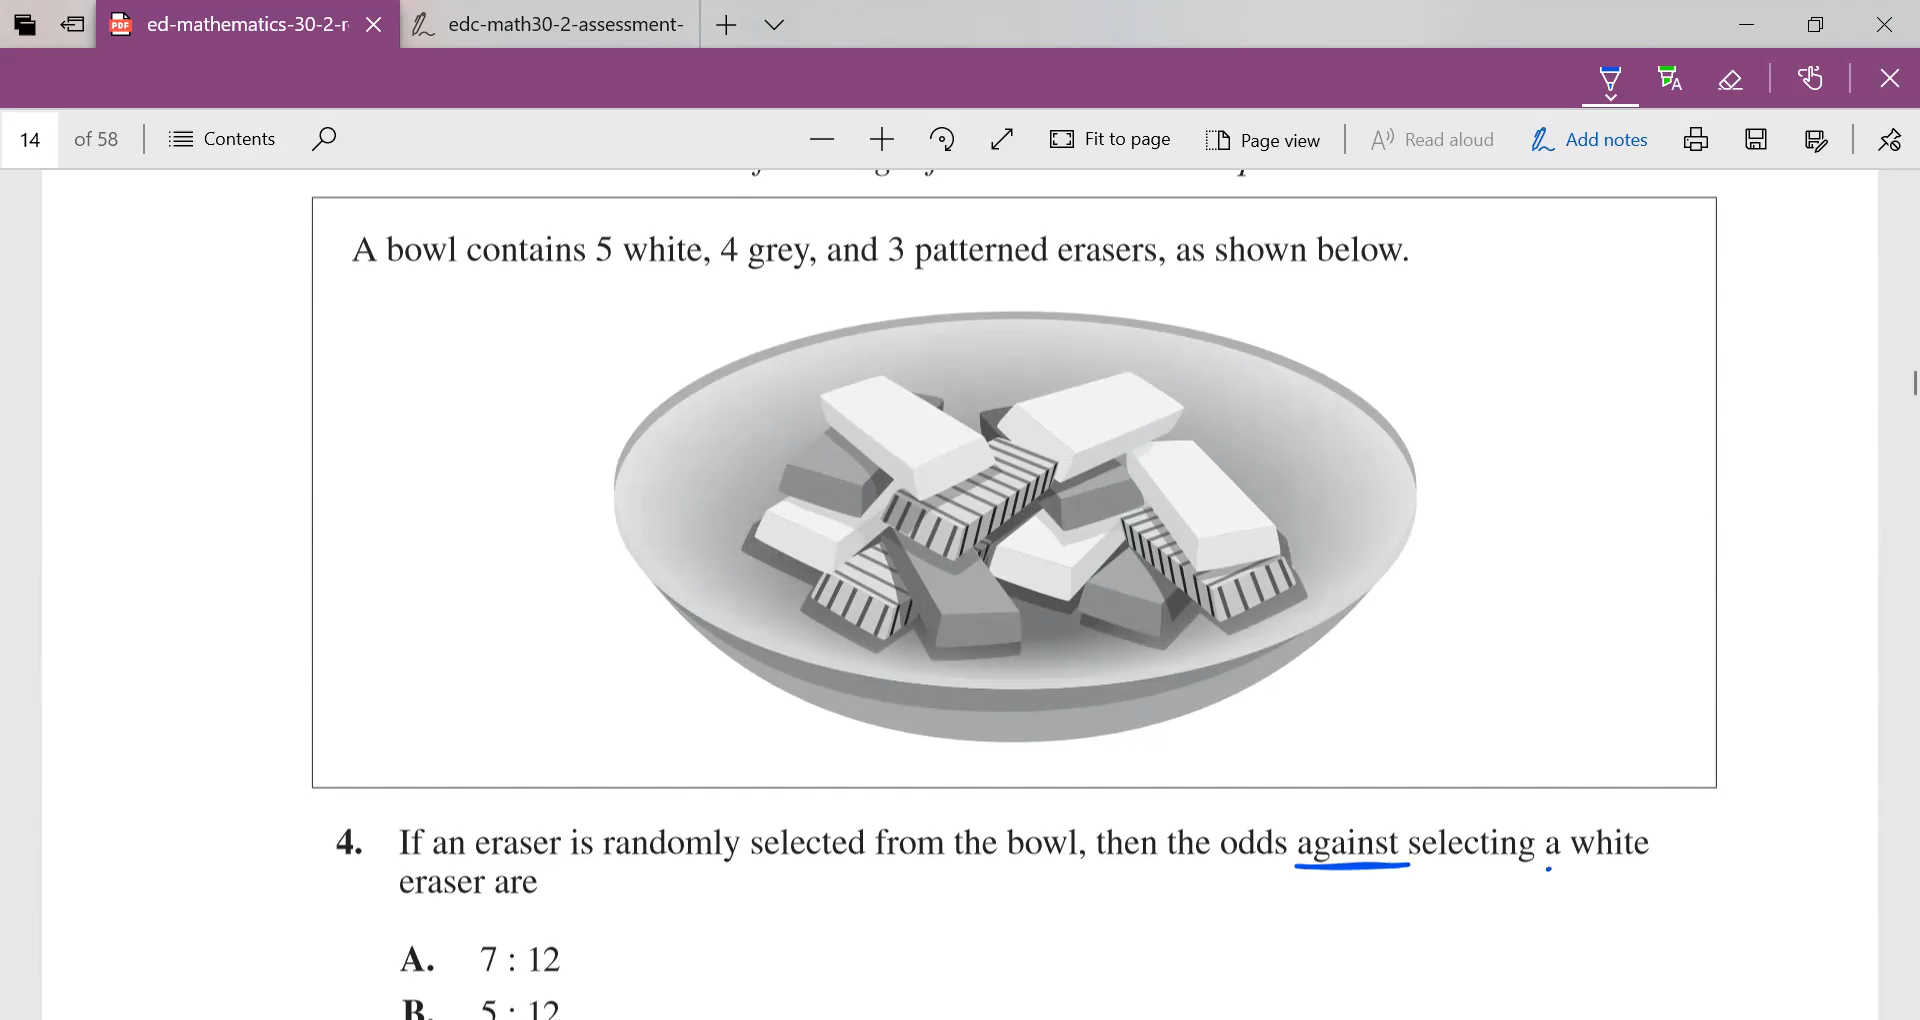 ed-mathematics-30-2-r
edc-math30-2-assessment-
14 of 58
Contents
Fit to page
Page view
Read aloud
Add notes
A bowl contains 5 white, 4 grey, and 3 patterned erasers, as shown below.
4. If an eraser is randomly selected from the bowl, then the odds against selecting a white
eraser are
A. 7 : 12
B. 5 : 12